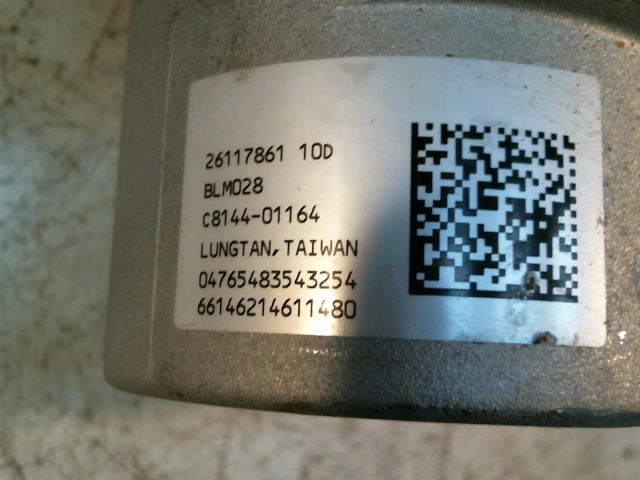 26117861 10D
BLM028
C8144-01164
LUNGTAN, TAIWAN
04765483543254
66146214611480